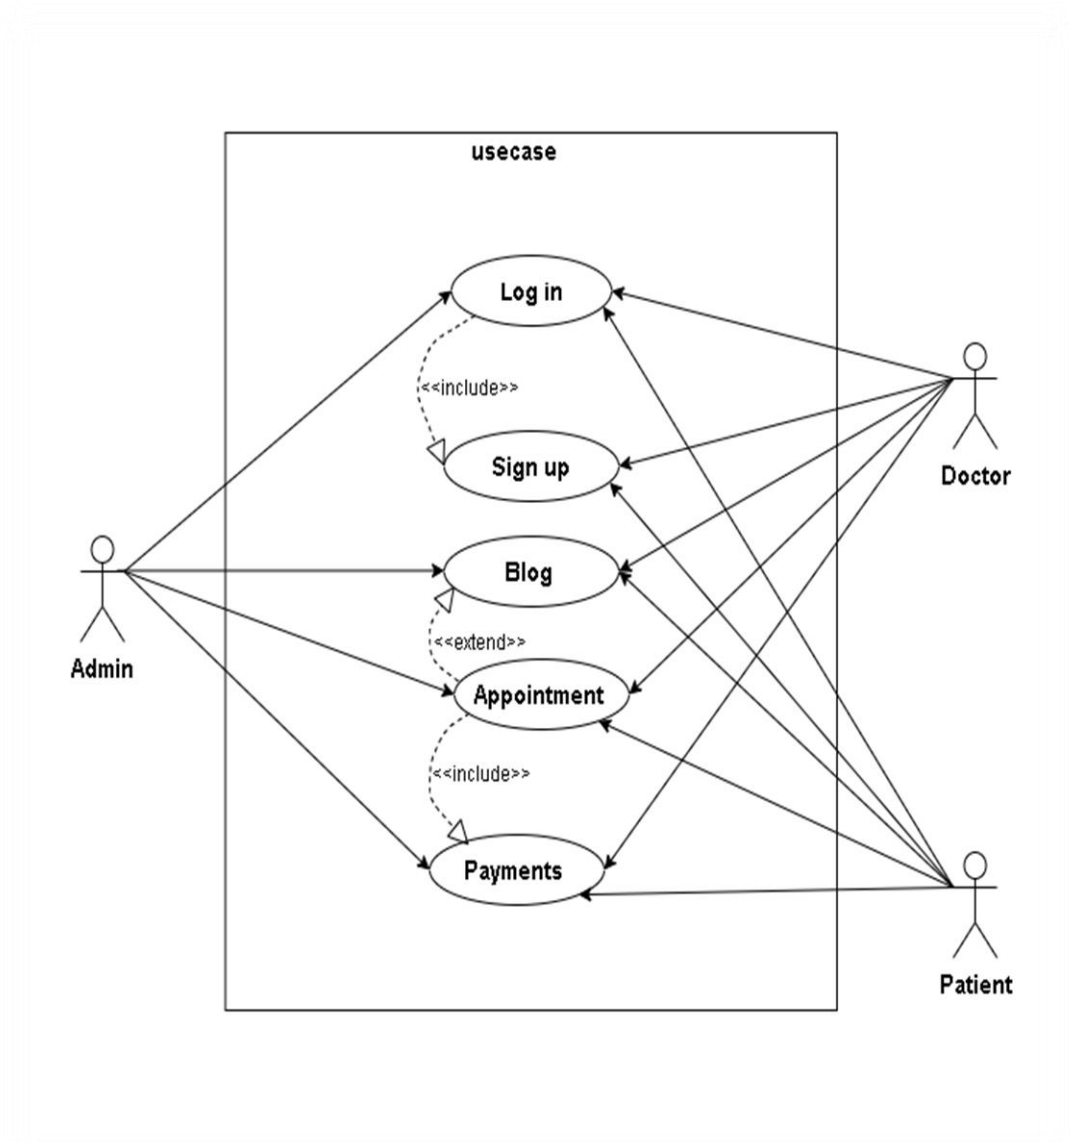 usecase
Log in
<<include>>
Sign up
Doctor
Blog
Admin
<<extend>>
Appointment
<<include>>
Payments
Patient